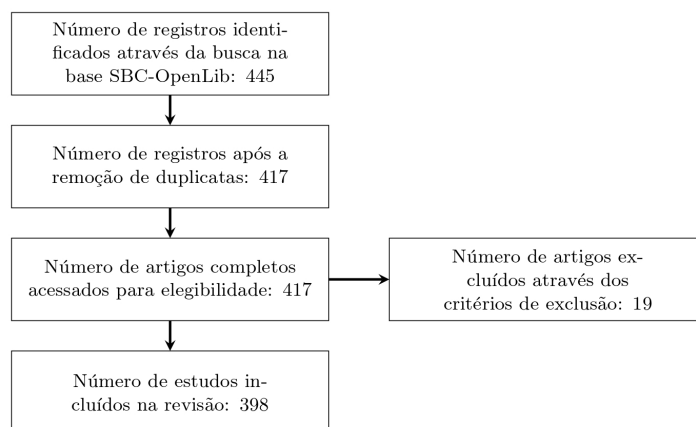 Número de registros identi-
ficados através da busca na
base SBC-OpenLib: 445
Número de registros após a
remoção de duplicatas: 417
Número de artigos completos
acessados para elegibilidade: 417
Número de artigos ex-
cluídos através dos
critérios de exclusão: 19
Número de estudos in-
cluídos na revisão: 398